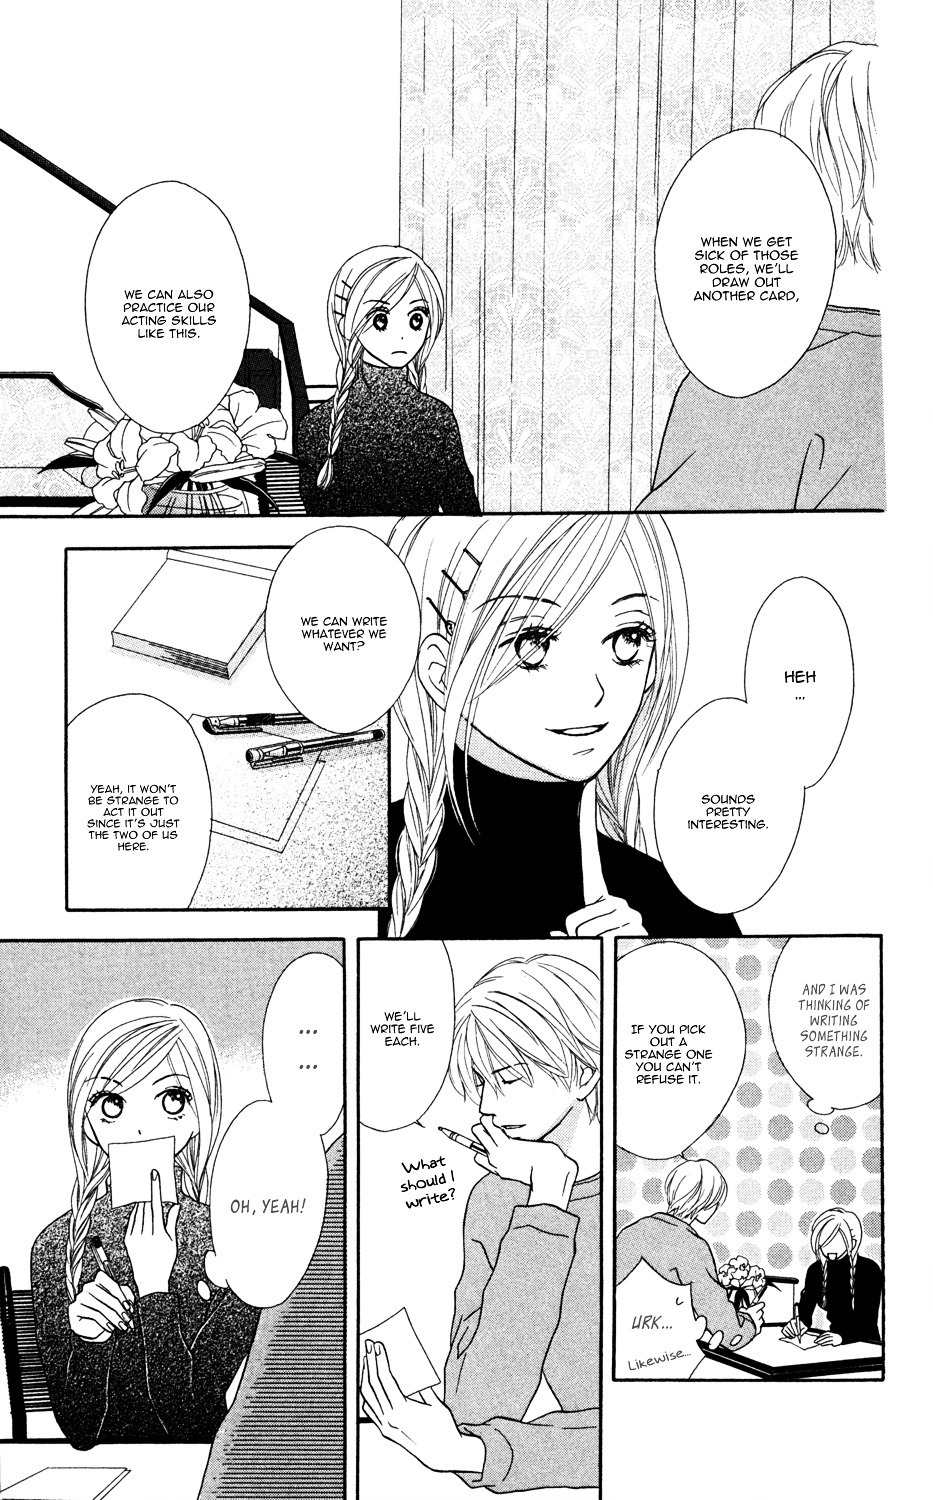 WHEN WE GET
SICK OF THOSE
ROLES, WE'LL
DRAW OUT
ANOTHER CARD,
WE CAN ALSO
PRACTICE OUR
ACTING SKILLS
LIKE THIS.
HEH
...
SOUNDS
PRETTY
INTERESTING.
WE CAN WRITE
WHATEVER WE
WANT?
YEAH, IT WON'T
BE STRANGE TO
ACT IT OUT
SINCE IT'S JUST
THE TWO OF US
HERE.
AND I WAS
THINKING OF
WRITING
SOMETHING
STRANGE.
IF YOU PICK
OUT A
STRANGE ONE
YOU CAN'T
REFUSE IT.
URK...
Likewise...
WE'LL
WRITE FIVE
EACH.
What
should I
write?
...
...
OH, YEAH!